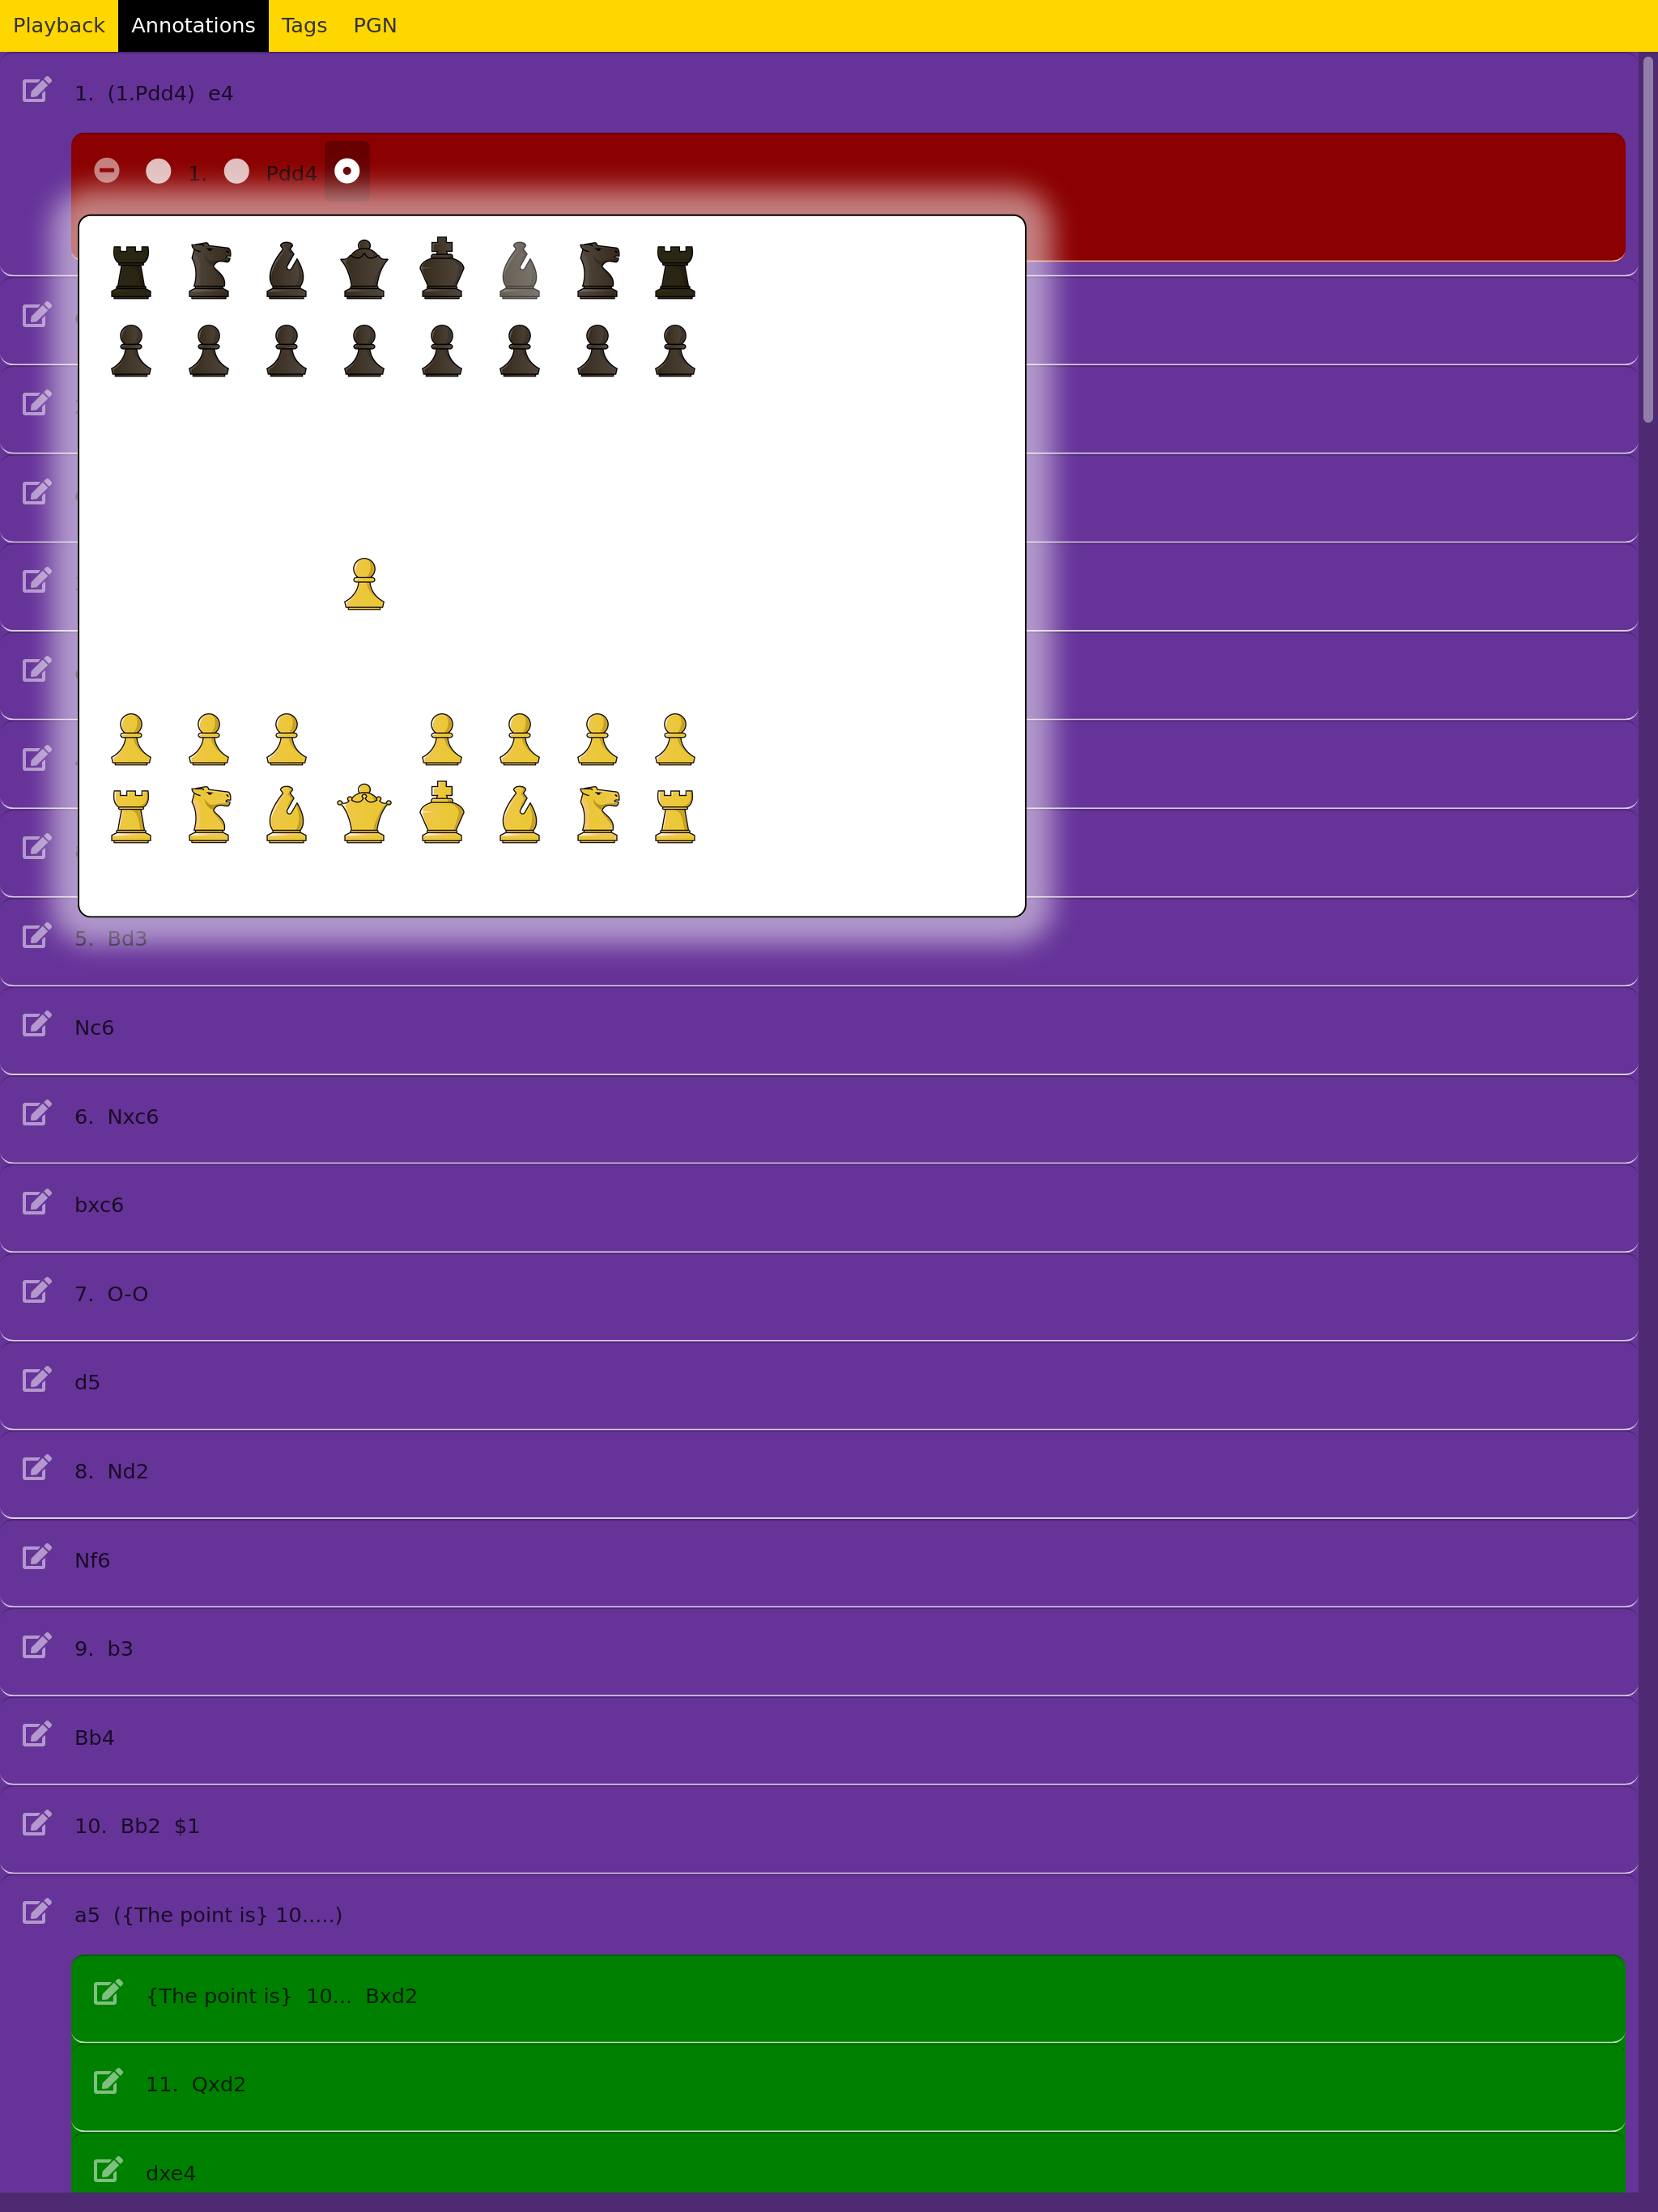 Playback Annotations Tags PGN
1. (1.Pdd4) e4
1. Pdd4
5. Bd3
Nc6
6. Nxc6
bxc6
7. O-O
d5
8. Nd2
Nf6
9. b3
Bb4
10. Bb2 $1
a5 ({The point is} 10.....)
{The point is} 10... Bxd2
11. Qxd2
dxe4